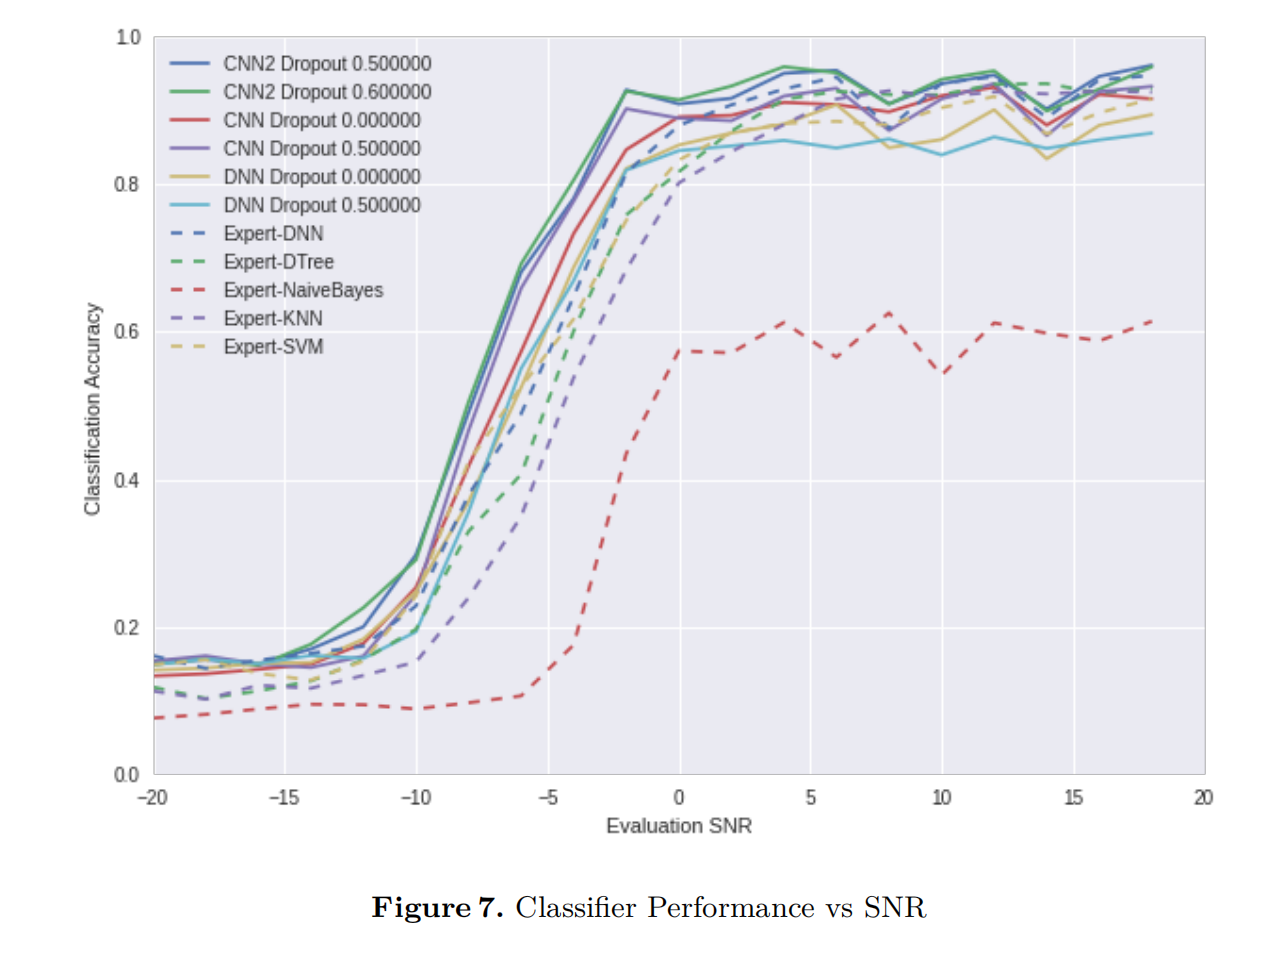 1.0
CNN2 Dropout 0.500000
CNN2 Dropout 0.600000
CNN Dropout 0.000000
CNN Dropout 0.500000
DNN Dropout 0.000000
DNN Dropout 0.500000
Expert-DNN
Expert-DTree
Expert-NaiveBayes
Expert-KNN
Expert-SVM
0.8
0.6
0.4
0.2
0.0
Classification Accuracy
−20 −15 −10 −5 0 5 10 15 20
Evaluation SNR
Figure 7. Classifier Performance vs SNR